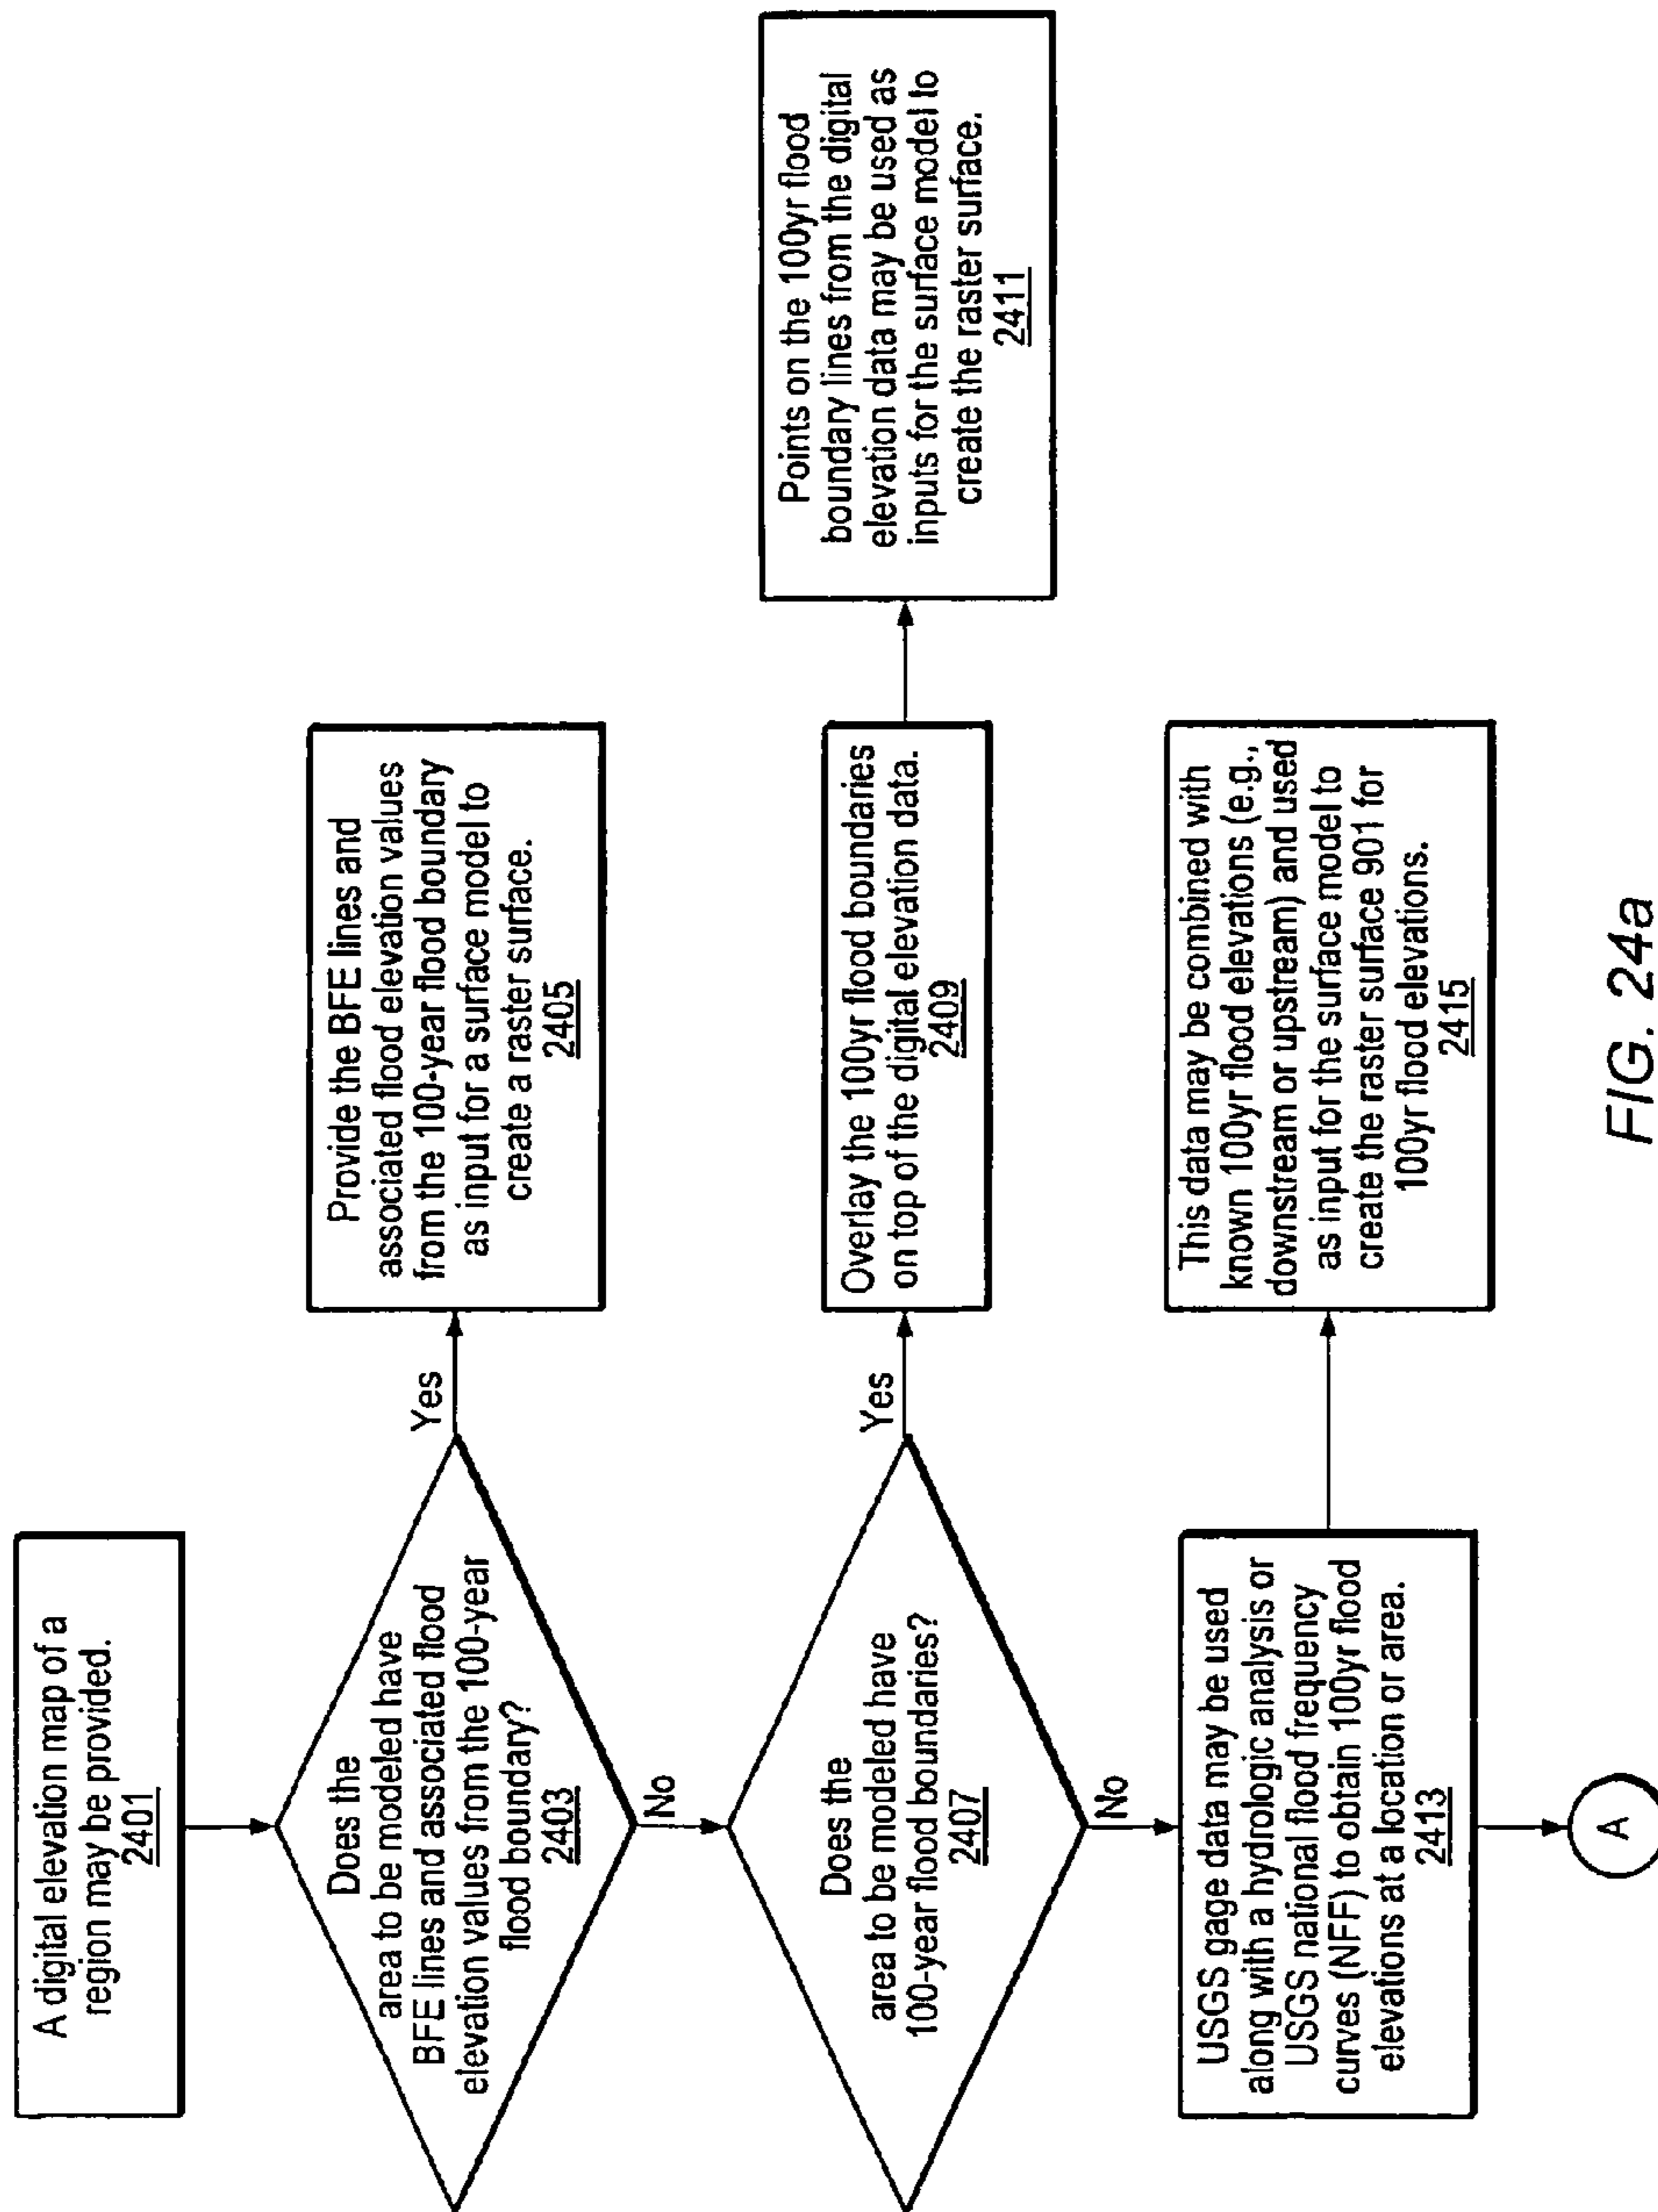 A digital elevation map of a
region may be provided.
2401
Does the
area to be modeled have
BFE lines and associated flood
elevation values from the 100-year
flood boundary?
2403
Yes
Provide the BFE lines and
associated flood elevation values
from the 100-year flood boundary
as input for a surface model to
create a raster surface.
2405
No
Does the
area to be modeled have
100-year flood boundaries?
2407
Yes
Overlay the 100yr flood boundaries
on top of the digital elevation data.
2409
Points on the 100yr flood
boundary lines from the digital
elevation data may be used as
inputs for the surface model to
create the raster surface.
2411
No
USGS gage data may be used
along with a hydrologic analysis or
USGS national flood frequency
curves (NFF) to obtain 100yr flood
elevations at a location or area.
2413
This data may be combined with
known 100yr flood elevations (e.g.,
downstream or upstream) and used
as input for the surface model to
create the raster surface 901 for
100yr flood elevations.
2415
A
FIG. 24a